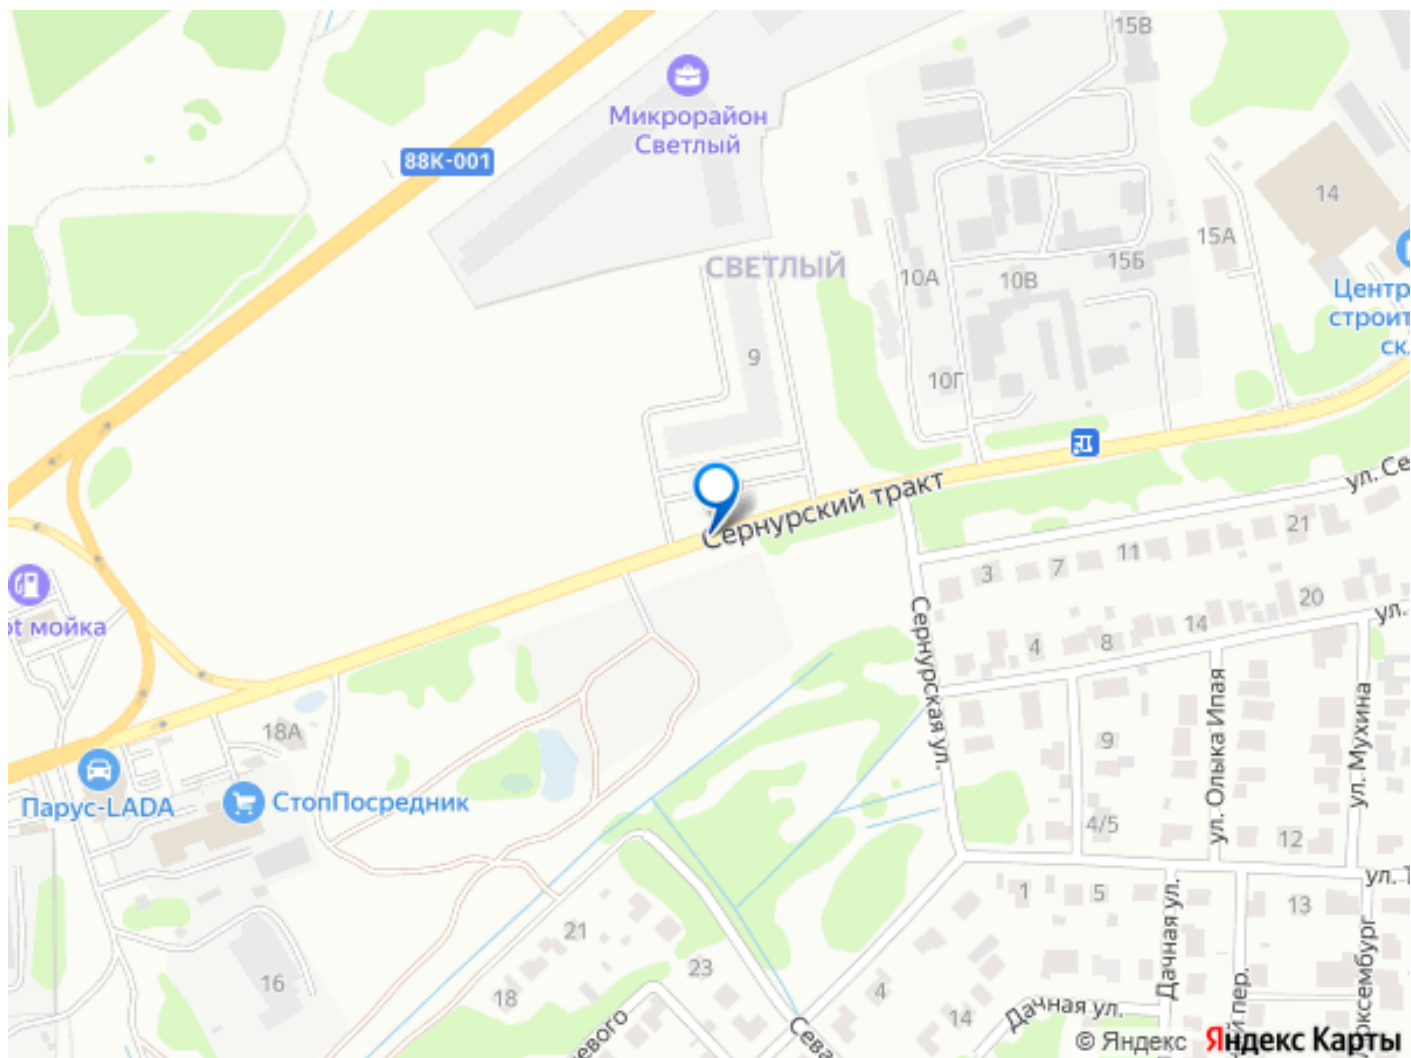 15В
Микрорайон
Светлый
88К-001
14
15А
СВЕТЛЫЙ
10А
10В
15Б
Центр
строит
ск.
9
10Г
Сернурский тракт
ул. Се
21
11
7
3
мойка
20
ул.
14
8
4
Сернурская ул.
ул. Олыка Ипая
ул. Мухина
18А
9
Парус-LADA
СтопПосредник
4/5
12
ул. Т
1
5
13
Дачная ул.
21
23
16
18
4
14
Дачная ул.
й пер.
оксембург
евого
Сева
© Яндекс
Яндекс Карты